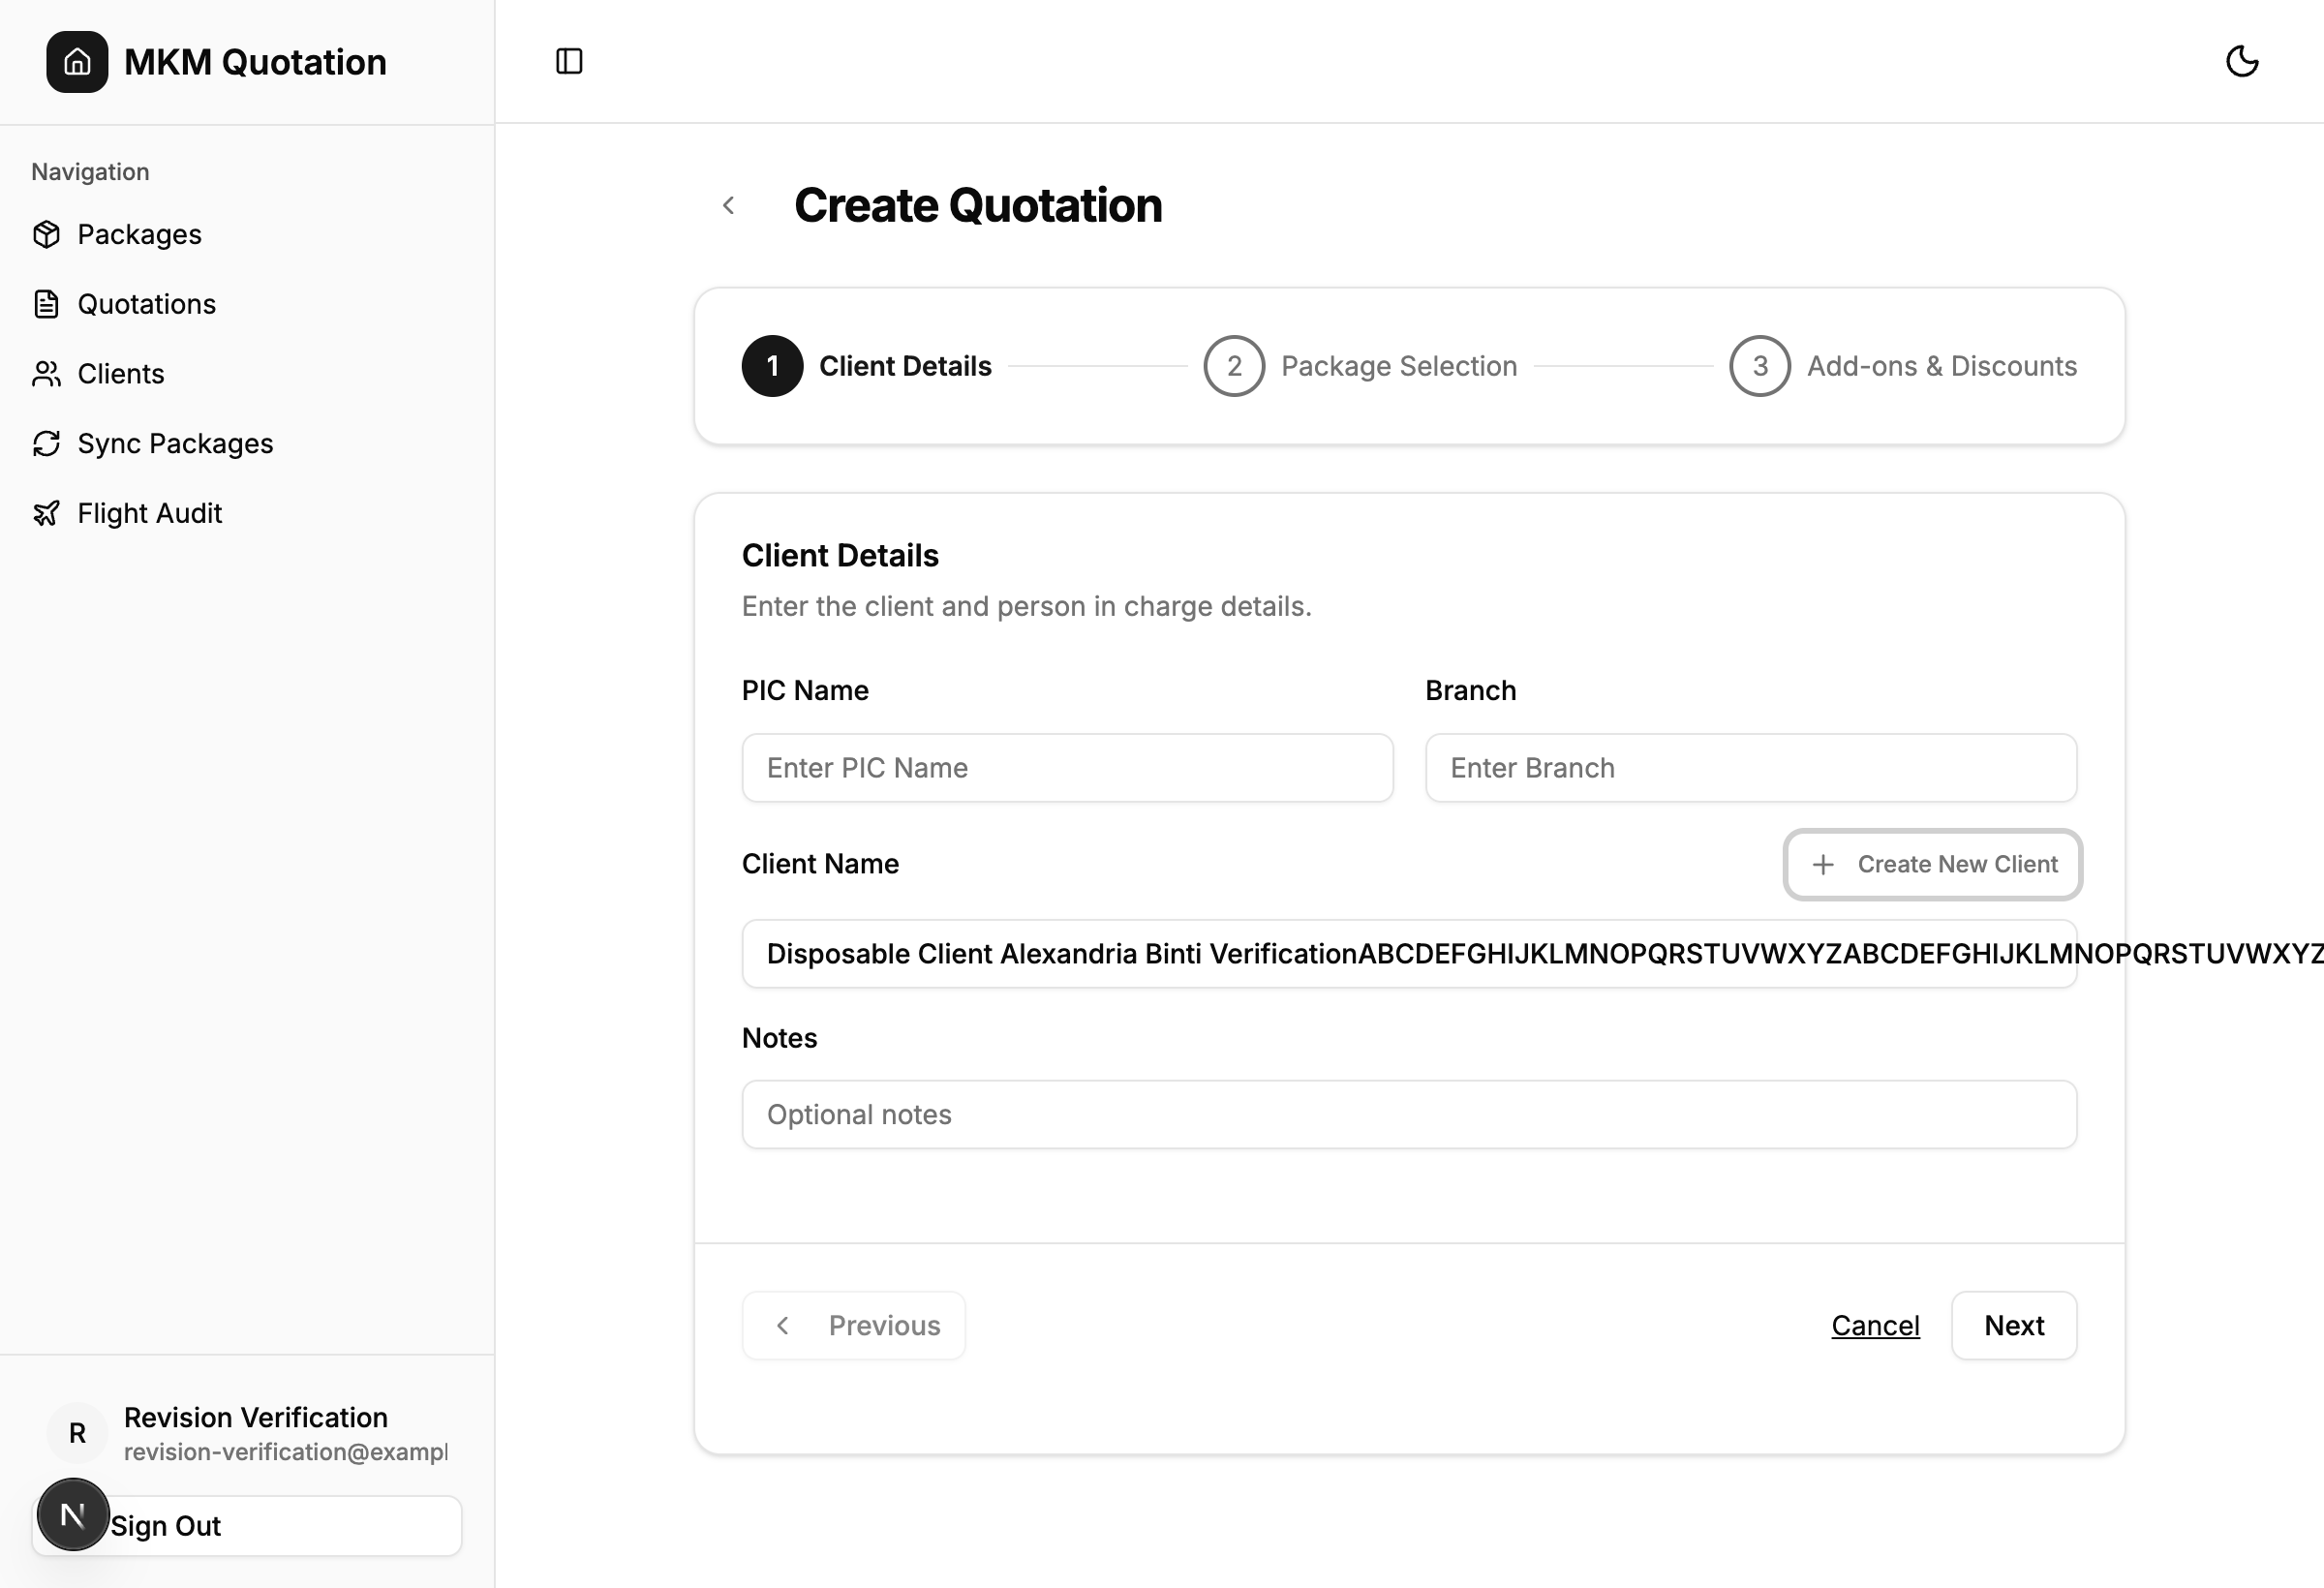 MKM Quotation
Navigation
Packages
Quotations
Clients
Sync Packages
Flight Audit
Create Quotation
1 Client Details 2 Package Selection 3 Add-ons & Discounts
Client Details
Enter the client and person in charge details.
PIC Name Branch
Enter PIC Name Enter Branch
Client Name Create New Client
Disposable Client Alexandria Binti VerificationABCDEFGHIJKLMNOPQRSTUVWXYZABCDEFGHIJKLMNOPQRSTUVWXYZ
Notes
Optional notes
Previous Cancel Next
R Revision Verification
revision-verification@exampl
N Sign Out